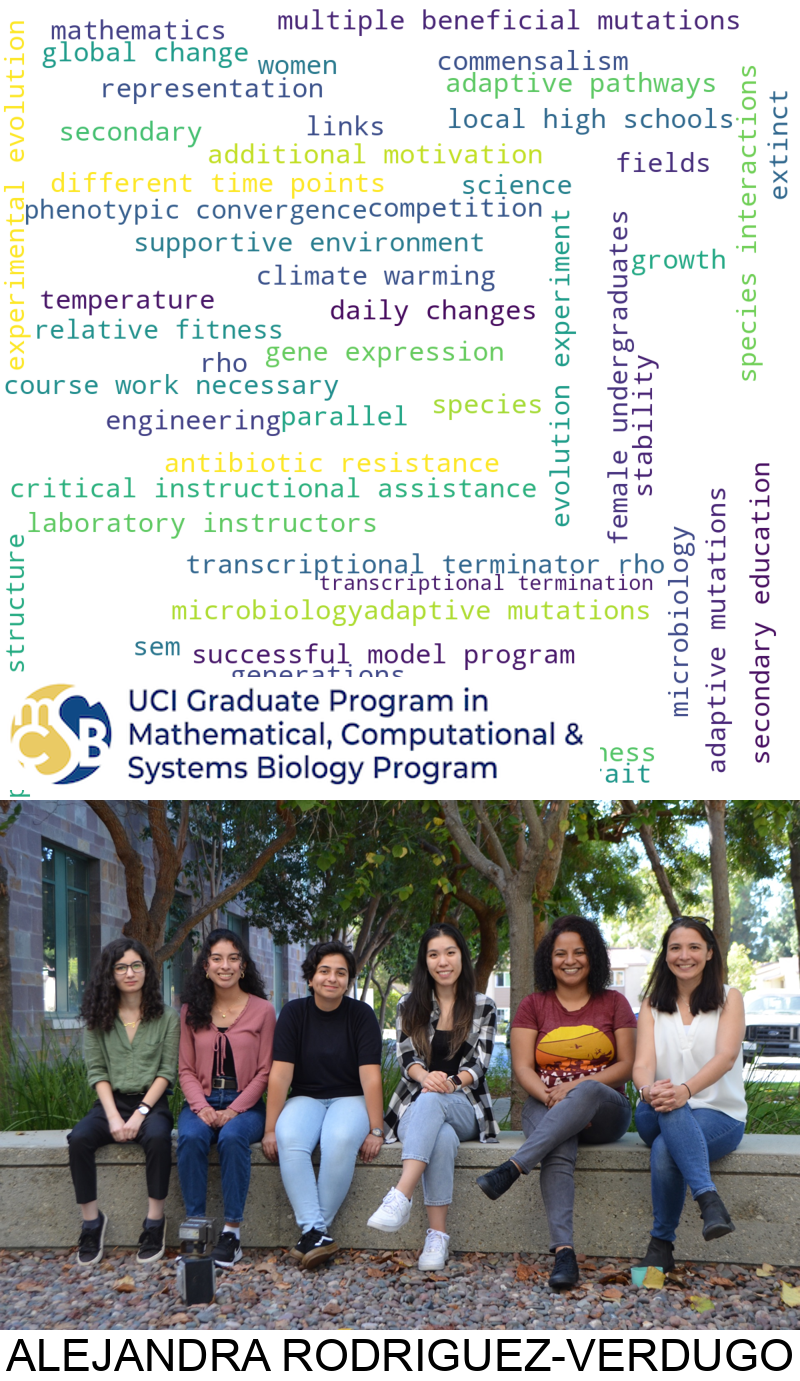 multiple beneficial mutations
mathematics
global change
women
commensalism
representation
adaptive pathways
secondary
links
local high schools
additional motivation
fields
different time points
science
phenotypic convergence
competition
supportive environment
growth
climate warming
temperature
daily changes
relative fitness
rho
gene expression
course work necessary
species
engineering
parallel
antibiotic resistance
critical instructional assistance
laboratory instructors
transcriptional terminator rho
transcriptional termination
microbiology
adaptive mutations
sem
successful model program
generations
experimental evolution
structure
evolution experiment
female undergraduates
stability
species interactions
extinct
microbiology
adaptive mutations
secondary education
mCSB
UCI Graduate Program in
Mathematical, Computational &
Systems Biology Program
ALEJANDRA RODRIGUEZ-VERDUGO